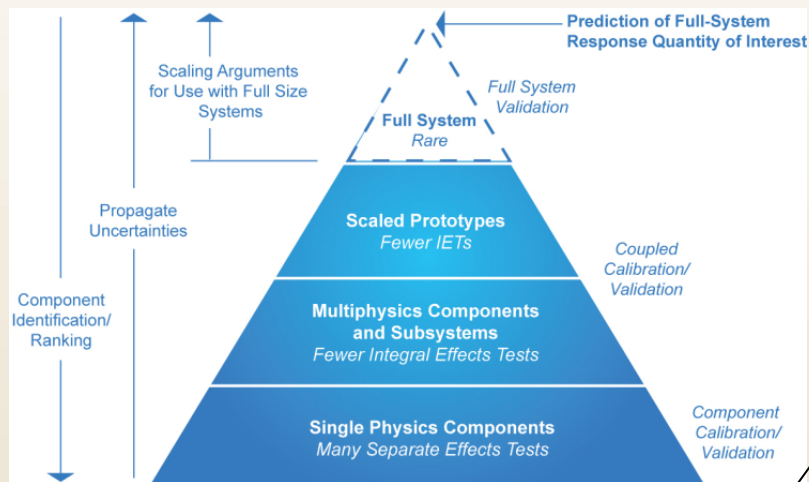 Prediction of Full-System
Response Quantity of Interest
Scaling Arguments
for Use with Full Size
Systems
Full System
Validation
Full System
Rare
Propagate
Uncertainties
Scaled Prototypes
Fewer IETs
Coupled
Calibration/
Validation
Component
Identification/
Ranking
Multiphysics Components
and Subsystems
Fewer Integral Effects Tests
Single Physics Components
Many Separate Effects Tests
Component
Calibration/
Validation